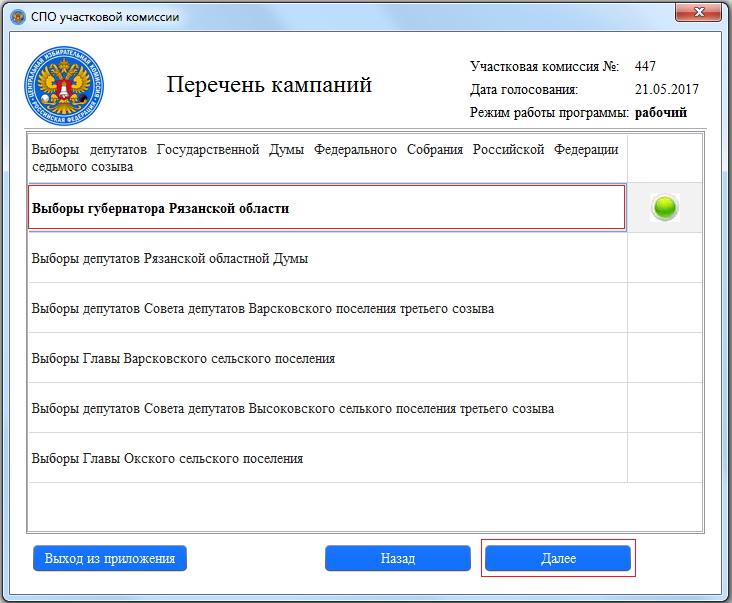 СПО участковой комиссии
ЦЕНТРАЛЬНАЯ ИЗБИРАТЕЛЬНАЯ КОМИССИЯ
РОССИЙСКАЯ ФЕДЕРАЦИЯ
Перечень кампаний
Участковая комиссия №: 447
Дата голосования: 21.05.2017
Режим работы программы: рабочий
Выборы депутатов Государственной Думы Федерального Собрания Российской Федерации
седьмого созыва
Выборы губернатора Рязанской области
Выборы депутатов Рязанской областной Думы
Выборы депутатов Совета депутатов Варсковского поселения третьего созыва
Выборы Главы Варсковского сельского поселения
Выборы депутатов Совета депутатов Высоковского селького поселения третьего созыва
Выборы Главы Окского сельского поселения
Выход из приложения Назад Далее